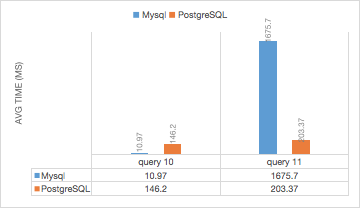 Mysql PostgreSQL
AVG TIME (MS)
10.97
146.2
1675.7
203.37
query 10 query 11
Mysql 10.97 1675.7
PostgreSQL 146.2 203.37